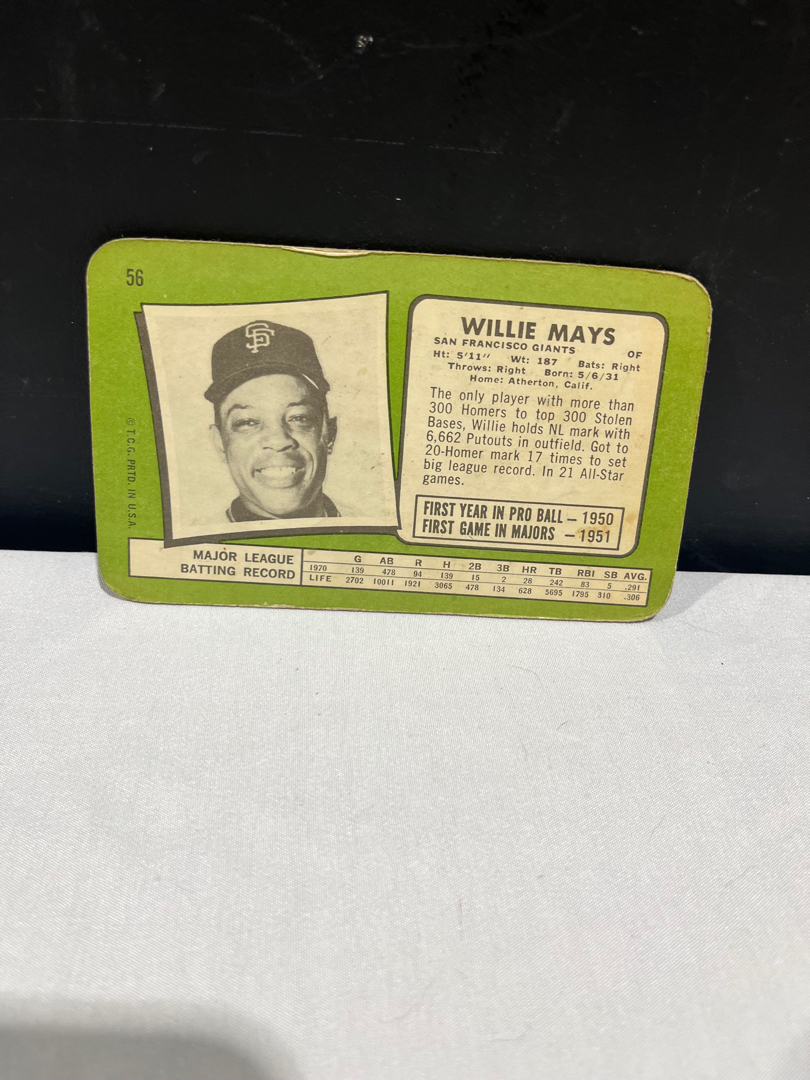 56
SF
WILLIE MAYS
SAN FRANCISCO GIANTS OF
Ht: 5'11" Wt: 187 Bats: Right
Throws: Right Born: 5/6/31
Home: Atherton, Calif.
The only player with more than
300 Homers to top 300 Stolen
Bases, Willie holds NL mark with
6,662 Putouts in outfield. Got to
20-Homer mark 17 times to set
big league record. In 21 All-Star
games.
FIRST YEAR IN PRO BALL – 1950
FIRST GAME IN MAJORS – 1951
© T.C.G. PRTD. IN U.S.A.
MAJOR LEAGUE
BATTING RECORD
G AB R H 2B 3B HR TB RBI SB AVG.
1970 139 478 94 139 15 2 28 242 83 5 .291
LIFE 2702 10011 1921 3065 478 134 628 5695 1795 310 .306